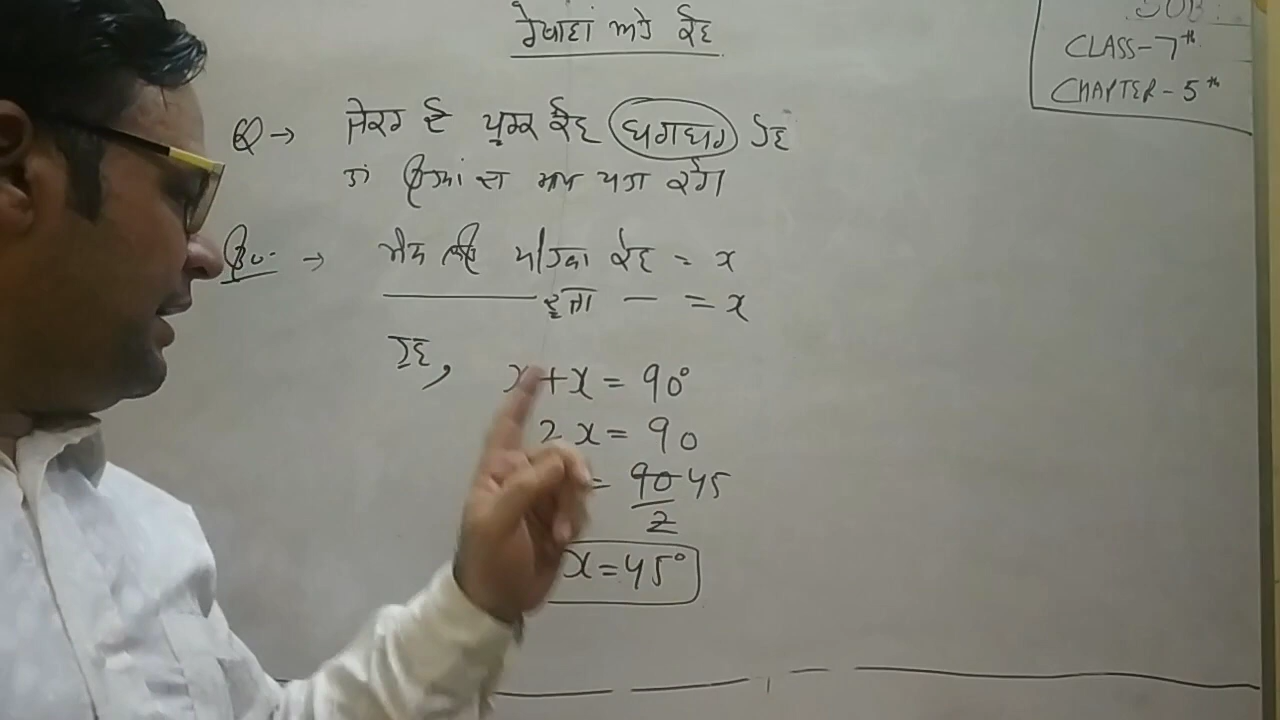 ਰੇਖਾਵਾਂ ਅਤੇ ਕੋਣ
CLASS-7th
CHAPTER-5th
Q → ਜੇਕਰ ਦੋ ਪੂਰਕ ਕੋਣ ਬਰਾਬਰ ਹੋਣ
ਤਾਂ ਉਹਨਾਂ ਦਾ ਮਾਪ ਪਤਾ ਕਰੋ
→ ਮੰਨ ਲਓ ਪਹਿਲਾ ਕੋਣ = x
ਦੂਜਾ — = x
ਹੁਣ, x+x = 90°
2x = 90
= 90/2 45
x=45°